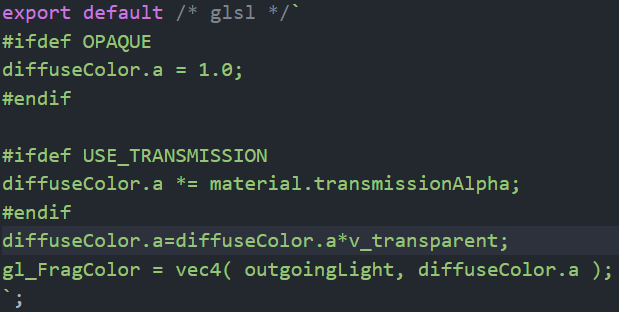 export default /* glsl */`
#ifdef OPAQUE
diffuseColor.a = 1.0;
#endif

#ifdef USE_TRANSMISSION
diffuseColor.a *= material.transmissionAlpha;
#endif
diffuseColor.a=diffuseColor.a*v_transparent;
gl_FragColor = vec4( outgoingLight, diffuseColor.a );
`;